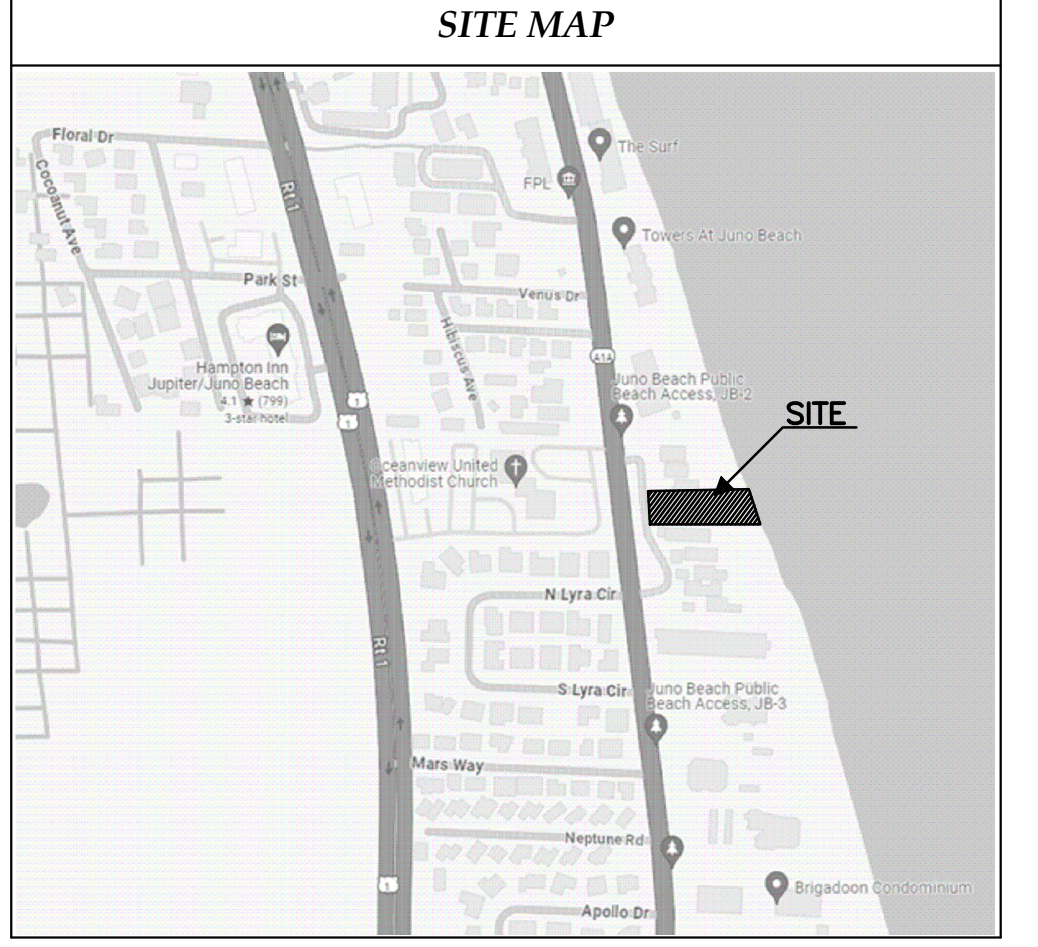 SITE MAP
Floral Dr
The Surf
Cocoanut Ave
FPL
Rt 1
Towers At Juno Beach
Park St
Venus Dr
Hibiscus Ave
A1A
Hampton Inn
Jupiter/Juno Beach
4.1 ★ (799)
3-star hotel
Juno Beach Public
Beach Access, JB-2
1
1
SITE
Oceanview United
Methodist Church
N Lyra Cir
Rt 1
S Lyra Cir
Juno Beach Public
Beach Access, JB-3
Mars Way
Neptune Rd
1
Brigadoon Condominium
Apollo Dr